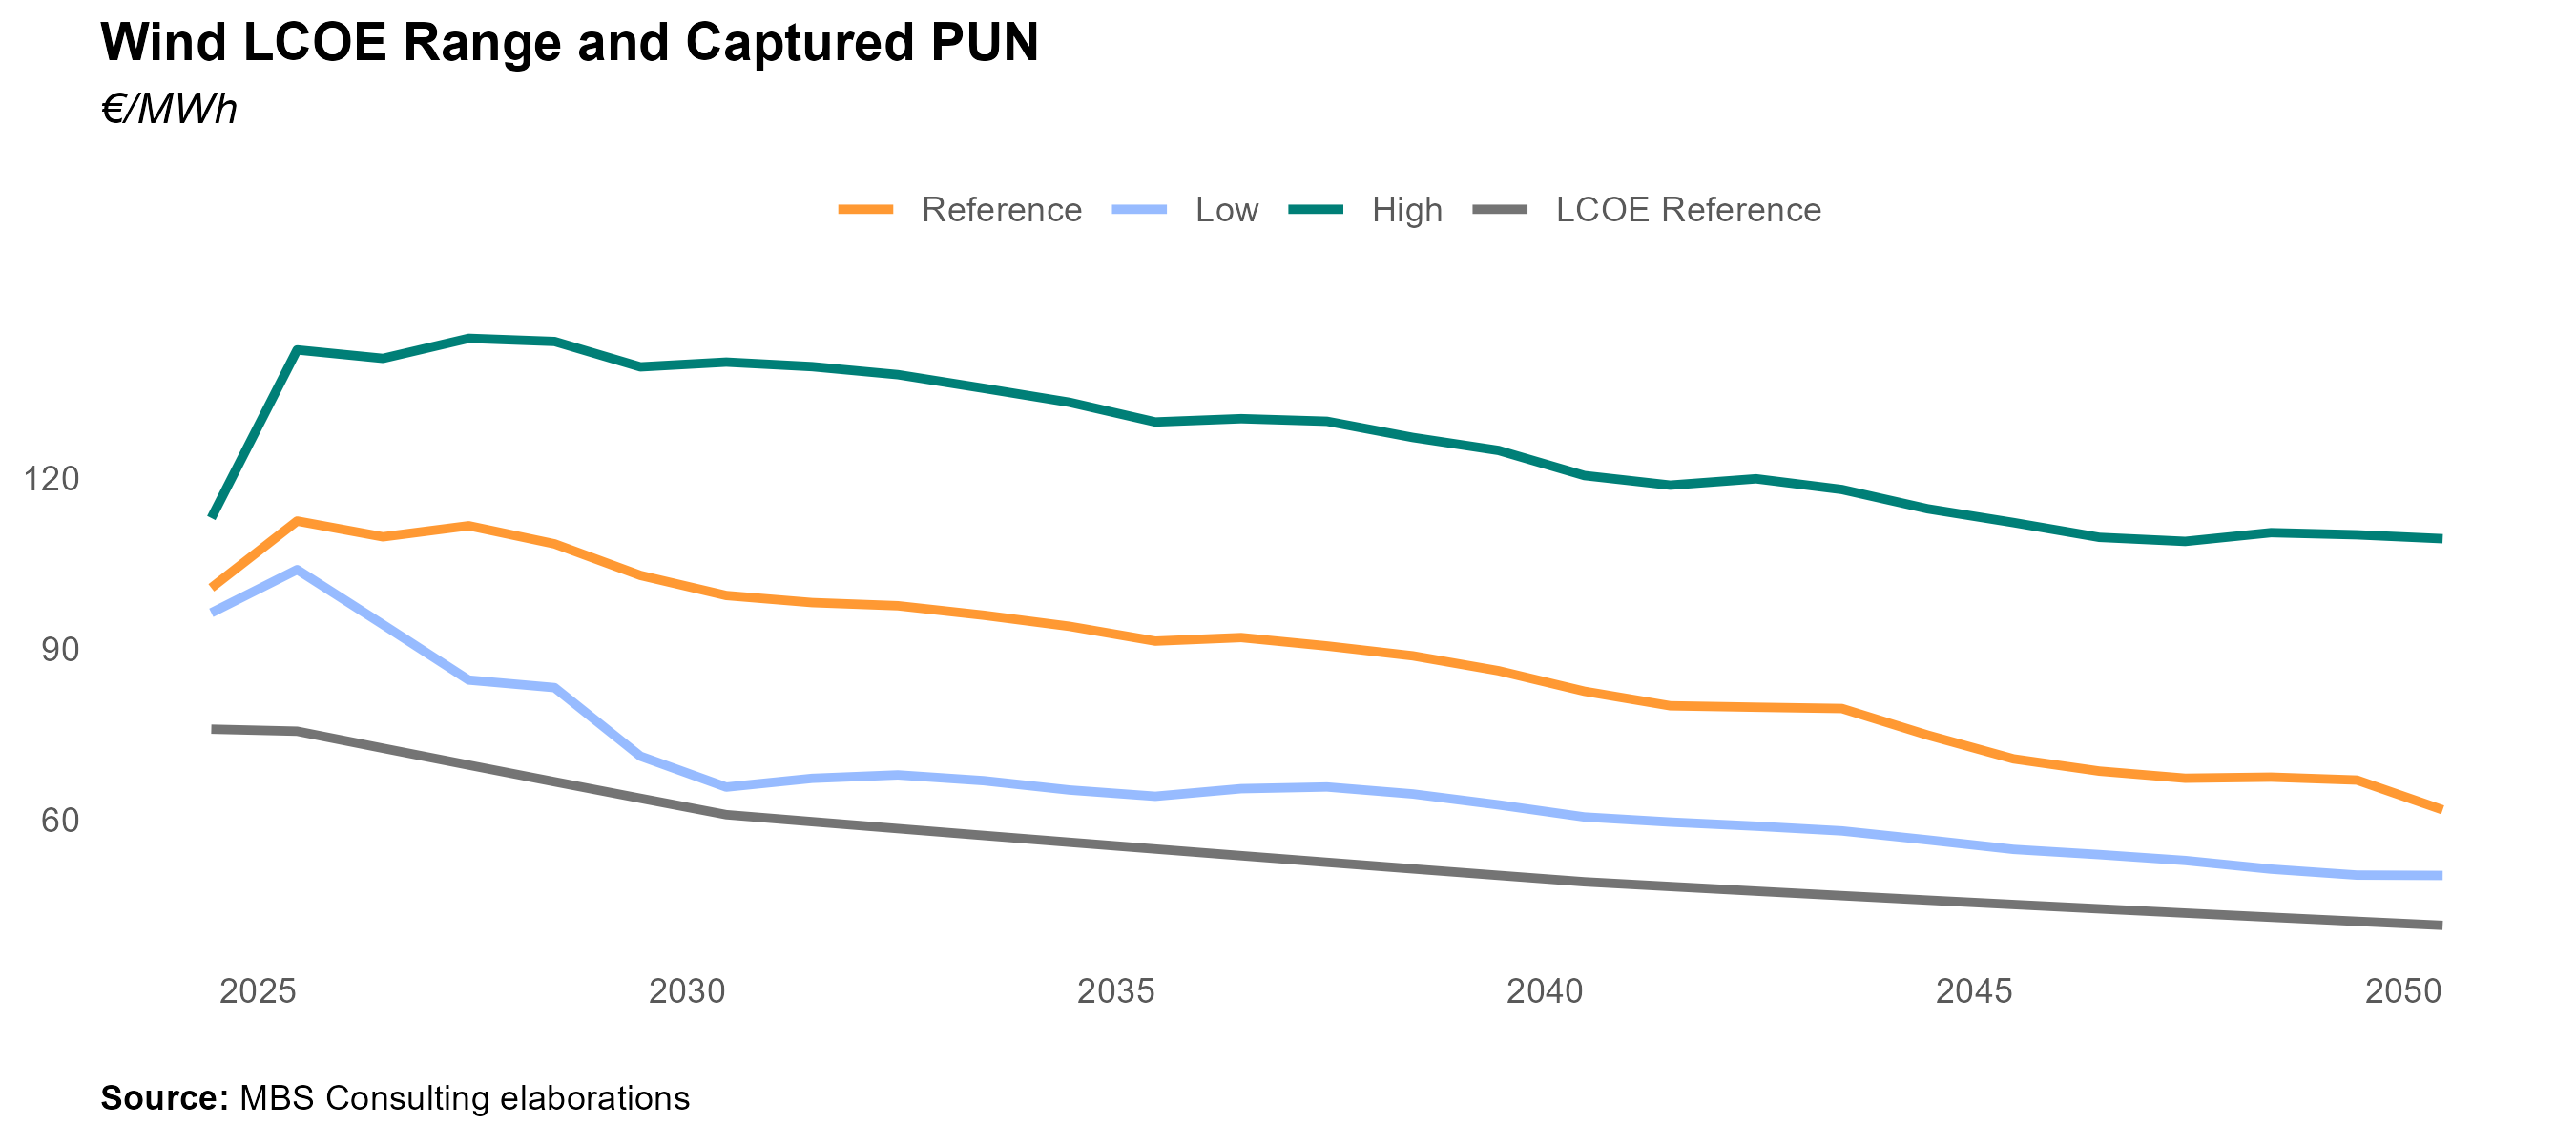 Wind LCOE Range and Captured PUN
€/MWh
Reference Low High LCOE Reference
120
90
60
2025 2030 2035 2040 2045 2050
Source: MBS Consulting elaborations